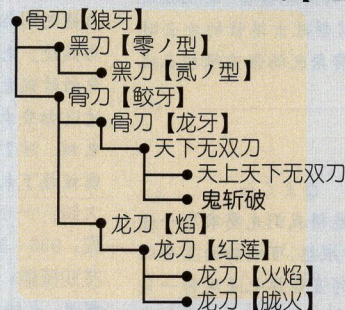 骨刀【狼牙】
黑刀【零ノ型】
黑刀【贰ノ型】
骨刀【鲛牙】
骨刀【龙牙】
天下无双刀
天上天下无双刀
鬼斩破
龙刀【焰】
龙刀【红莲】
龙刀【火焰】
龙刀【胧火】